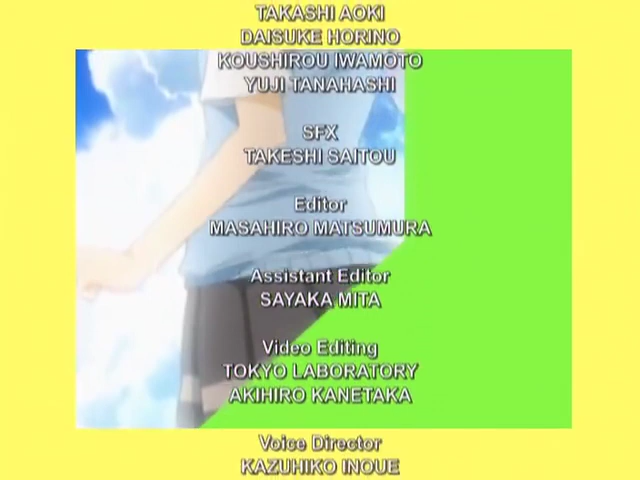 TAKASHI AOKI
DAISUKE HORINO
KOUSHIROU IWAMOTO
YUJI TANAHASHI
SFX
TAKESHI SAITOU
Editor
MASAHIRO MATSUMURA
Assistant Editor
SAYAKA MITA
Video Editing
TOKYO LABORATORY
AKIHIRO KANETAKA
Voice Director
KAZUHIKO INOUE